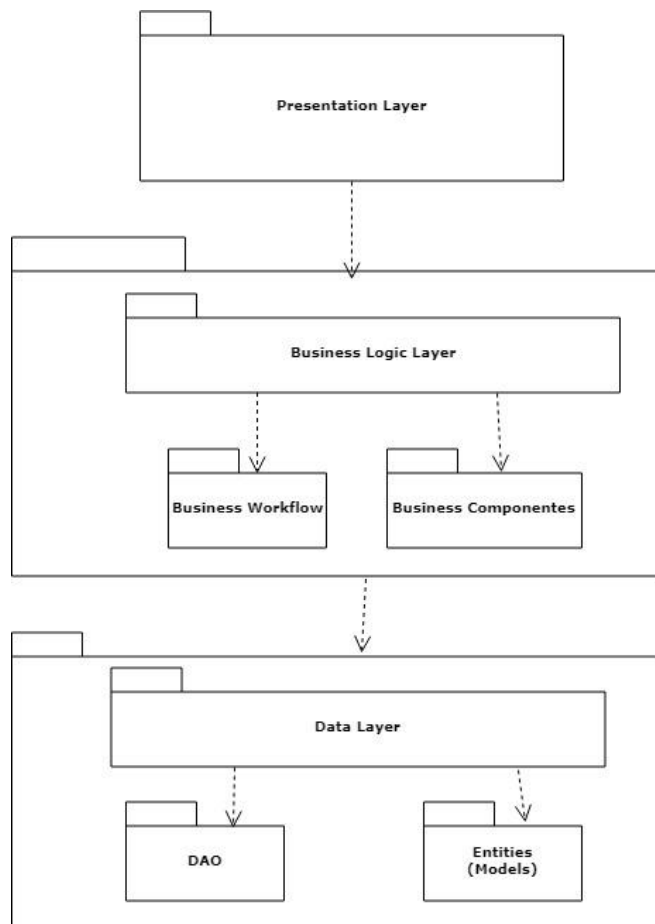 Presentation Layer
Business Logic Layer
Business Workflow
Business Componentes
Data Layer
DAO
Entities
(Models)